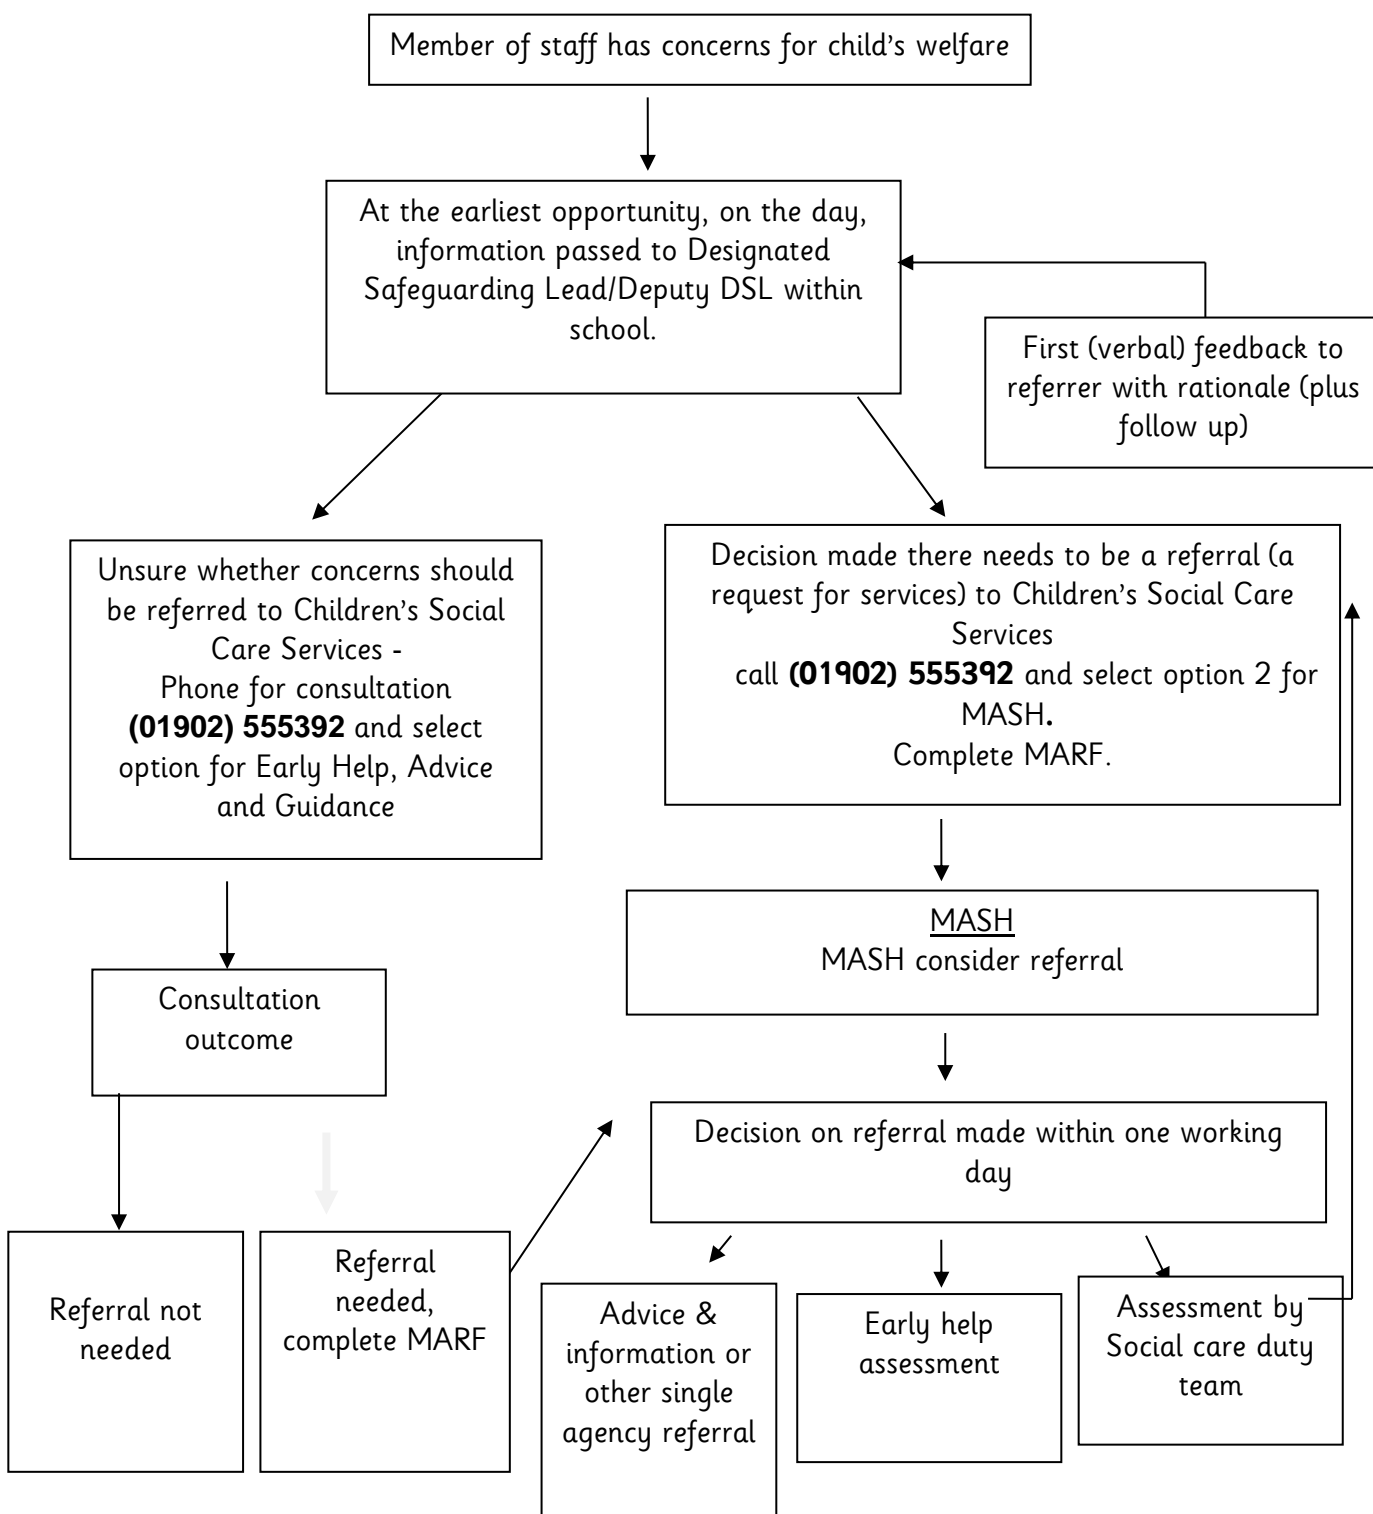 Member of staff has concerns for child's welfare
At the earliest opportunity, on the day,
information passed to Designated
Safeguarding Lead/Deputy DSL within
school.
First (verbal) feedback to
referrer with rationale (plus
follow up)
Unsure whether concerns should
be referred to Children's Social
Care Services -
Phone for consultation
(01902) 555392 and select
option for Early Help, Advice
and Guidance
Decision made there needs to be a referral (a
request for services) to Children's Social Care
Services
call (01902) 555392 and select option 2 for
MASH.
Complete MARF.
MASH
MASH consider referral
Consultation
outcome
Decision on referral made within one working
day
Referral not
needed
Referral
needed,
complete MARF
Advice &
information or
other single
agency referral
Early help
assessment
Assessment by
Social care duty
team